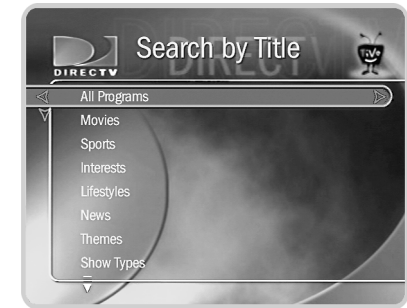 DIRECTV
Search by Title
TiVo
All Programs
Movies
Sports
Interests
Lifestyles
News
Themes
Show Types